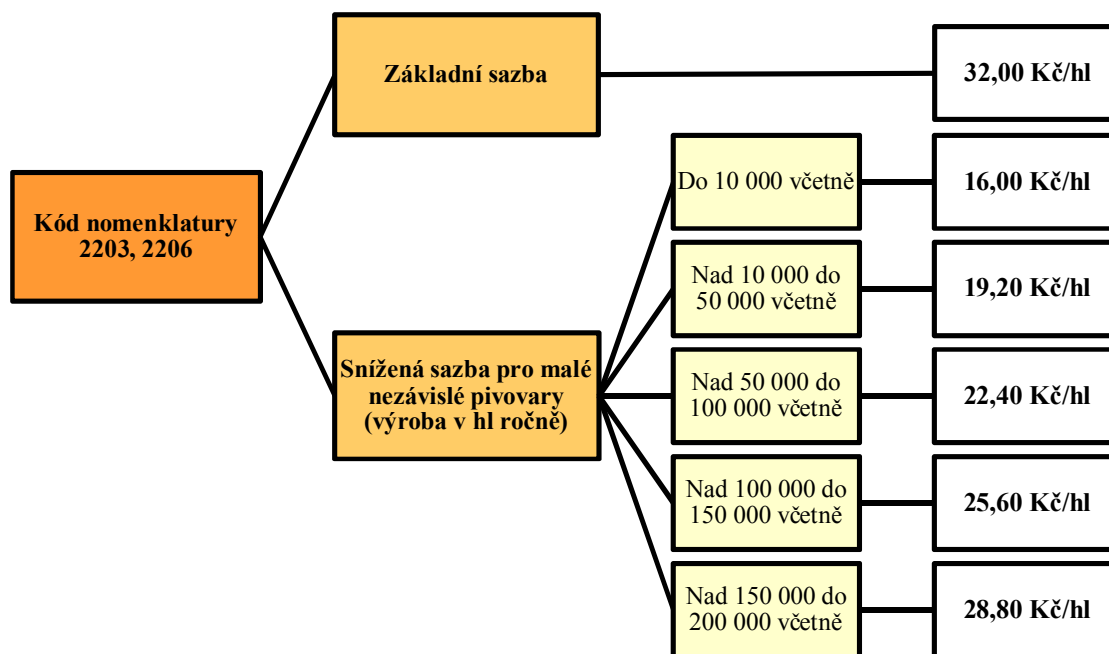 Kód nomenklatury
2203, 2206
Základní sazba
32,00 Kč/hl
Snížená sazba pro malé
nezávislé pivovary
(výroba v hl ročně)
Do 10 000 včetně
16,00 Kč/hl
Nad 10 000 do
50 000 včetně
19,20 Kč/hl
Nad 50 000 do
100 000 včetně
22,40 Kč/hl
Nad 100 000 do
150 000 včetně
25,60 Kč/hl
Nad 150 000 do
200 000 včetně
28,80 Kč/hl